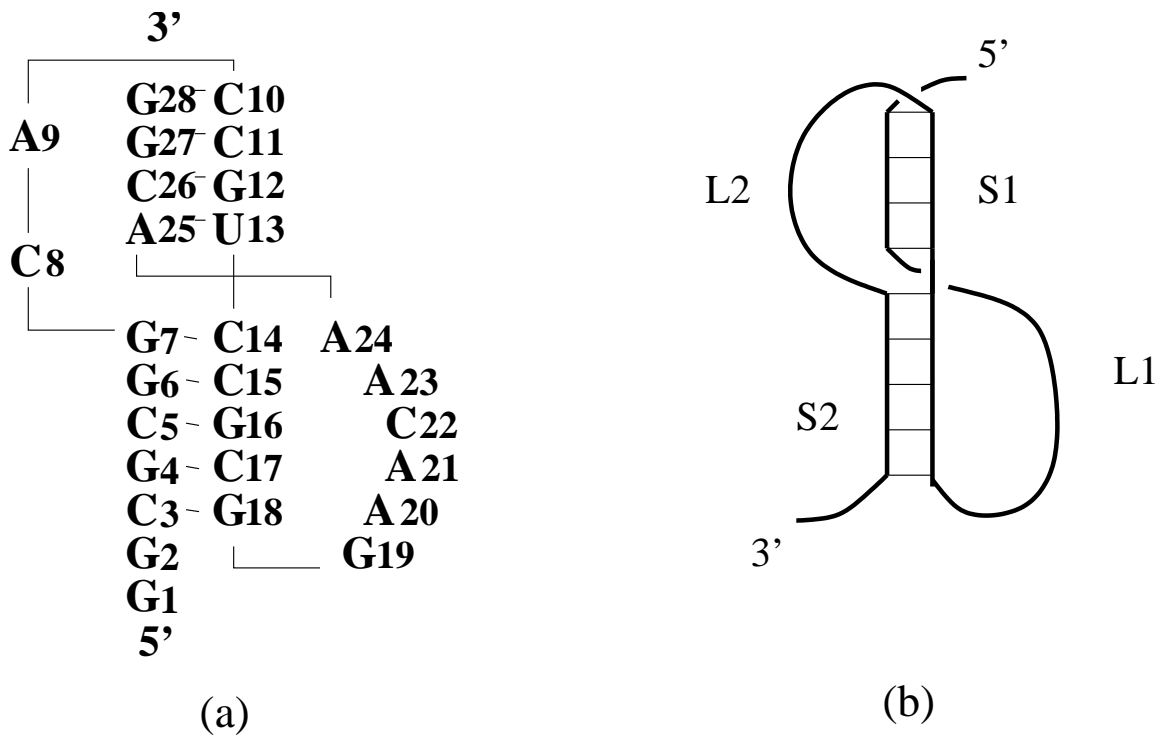 3’
G28 C10
A9
G27 C11
C26 G12
A25 U13
C8
G7 C14 A24
G6 C15 A23
C5 G16 C22
G4 C17 A21
C3 G18 A20
G2 G19
G1
5’
(a)
5’
L2 S1
L1
S2
3’
(b)